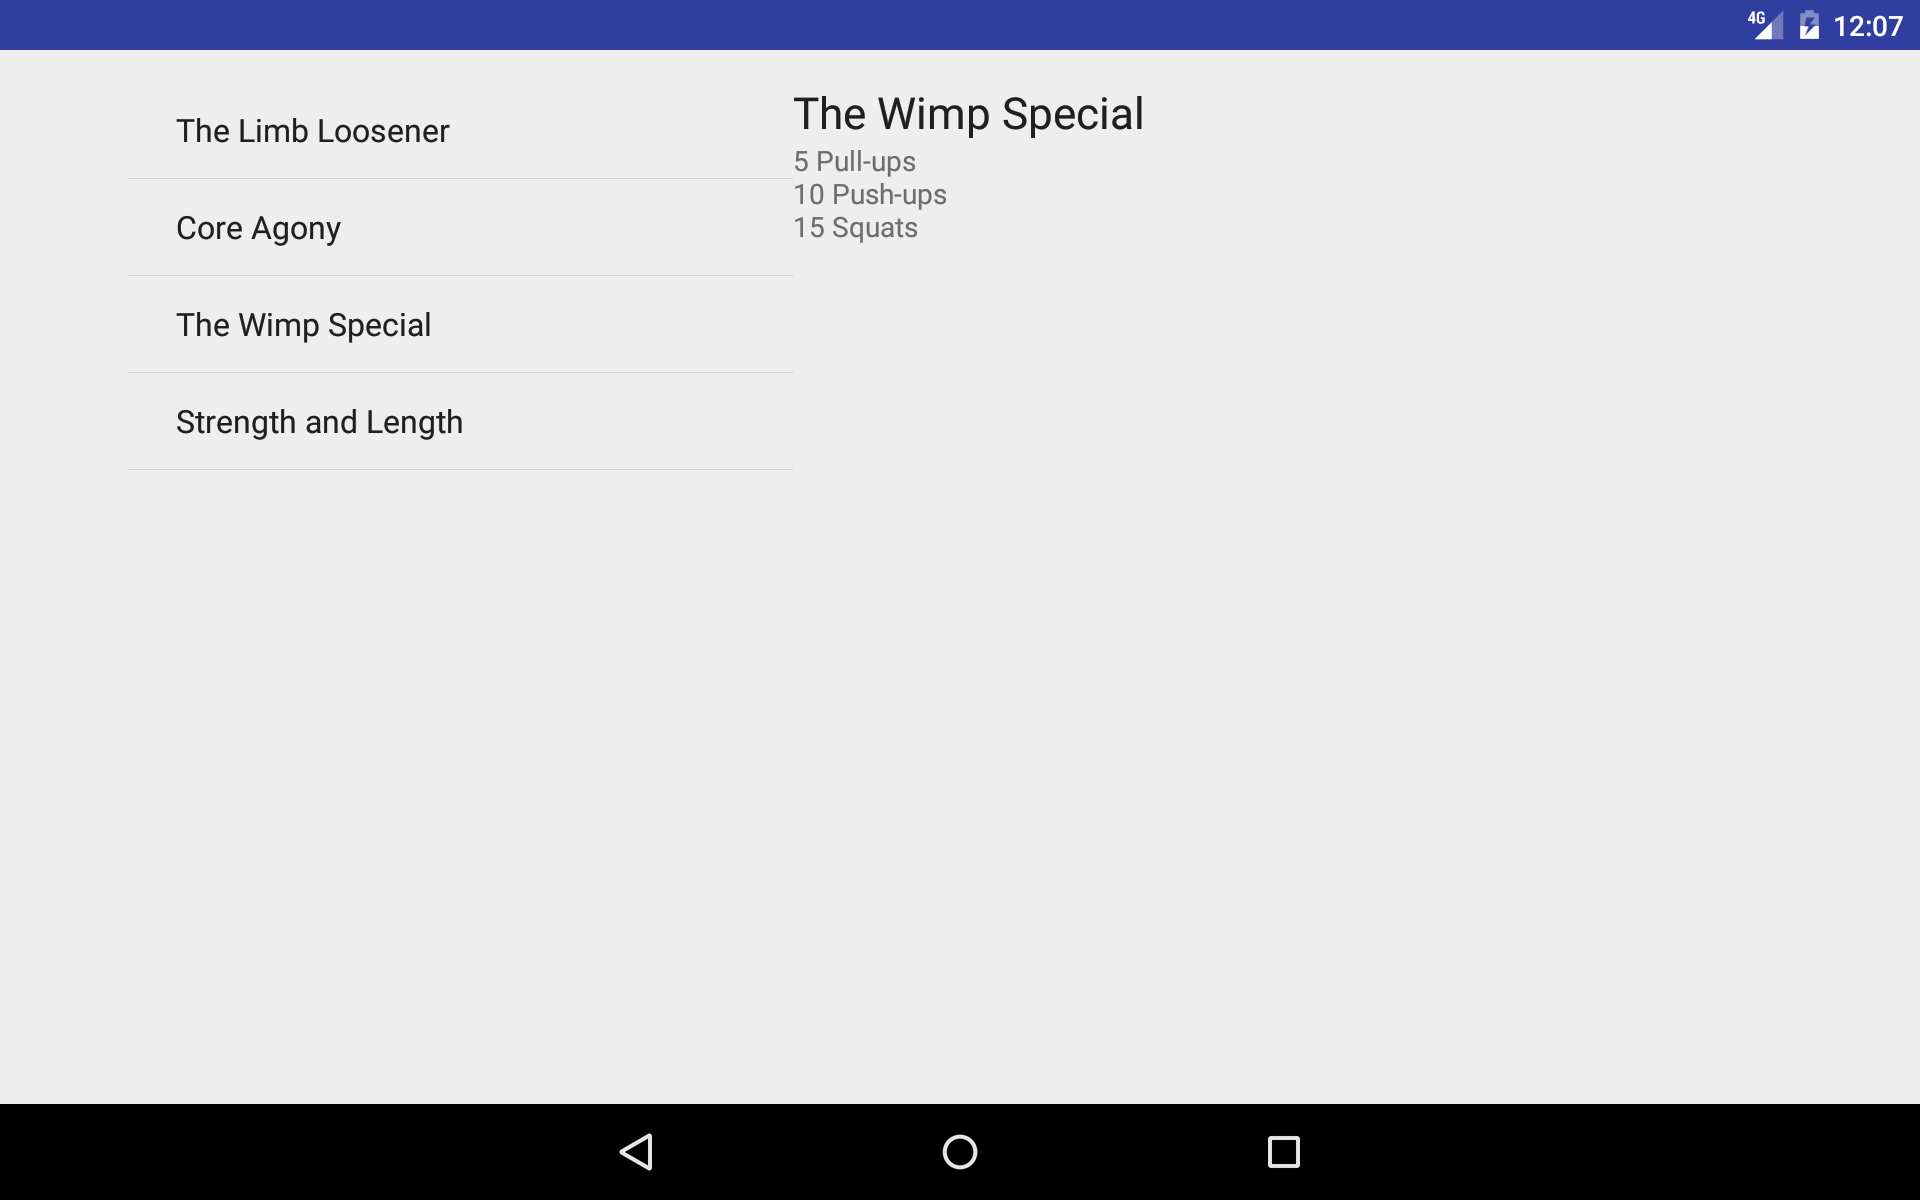 4G 12:07
The Limb Loosener
Core Agony
The Wimp Special
Strength and Length
The Wimp Special
5 Pull-ups
10 Push-ups
15 Squats